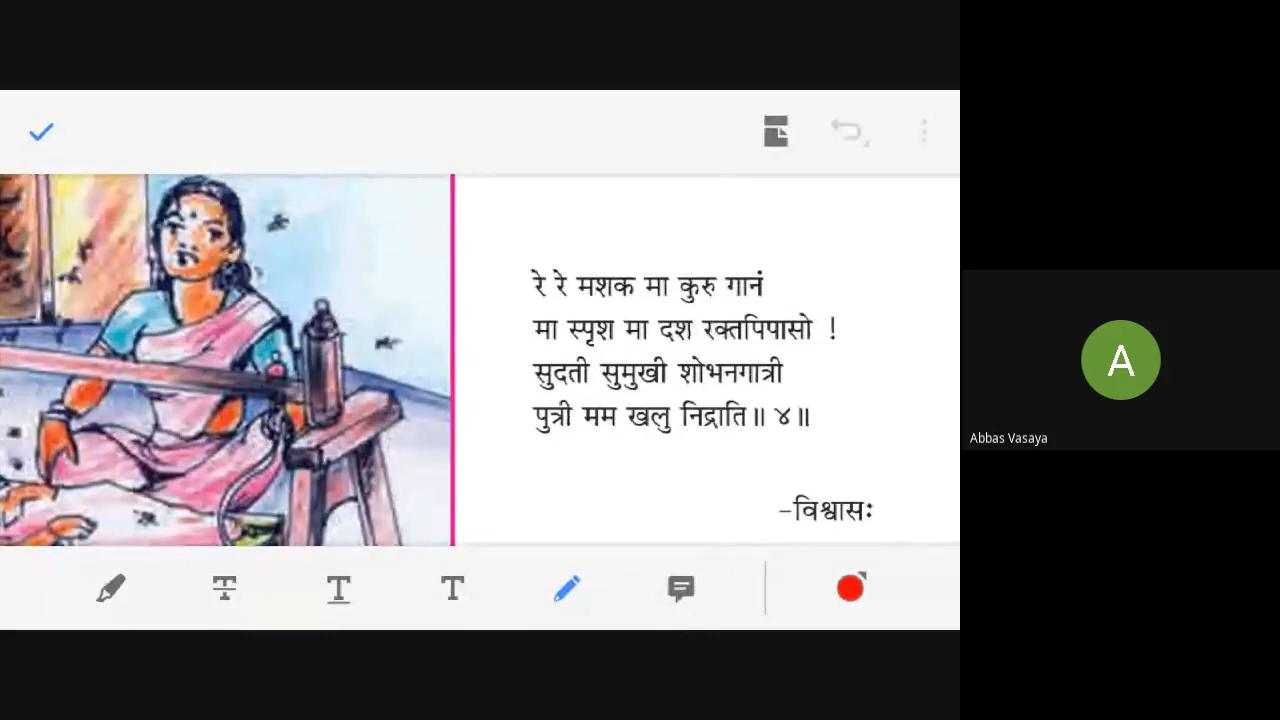 रे रे मशक मा कुरु गानं
मा स्पृश मा दश रक्तपिपासो !
सुदती सुमुखी शोभनगात्री
पुत्री मम खलु निद्राति॥ ४॥
-विश्वासः
T
T
T
A
Abbas Vasaya